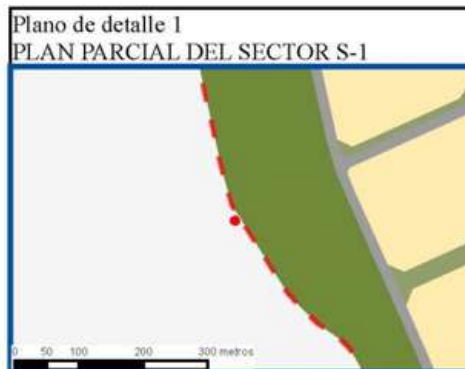 Plano de detalle 1
PLAN PARCIAL DEL SECTOR S-1
0 50 100 200 300 metros